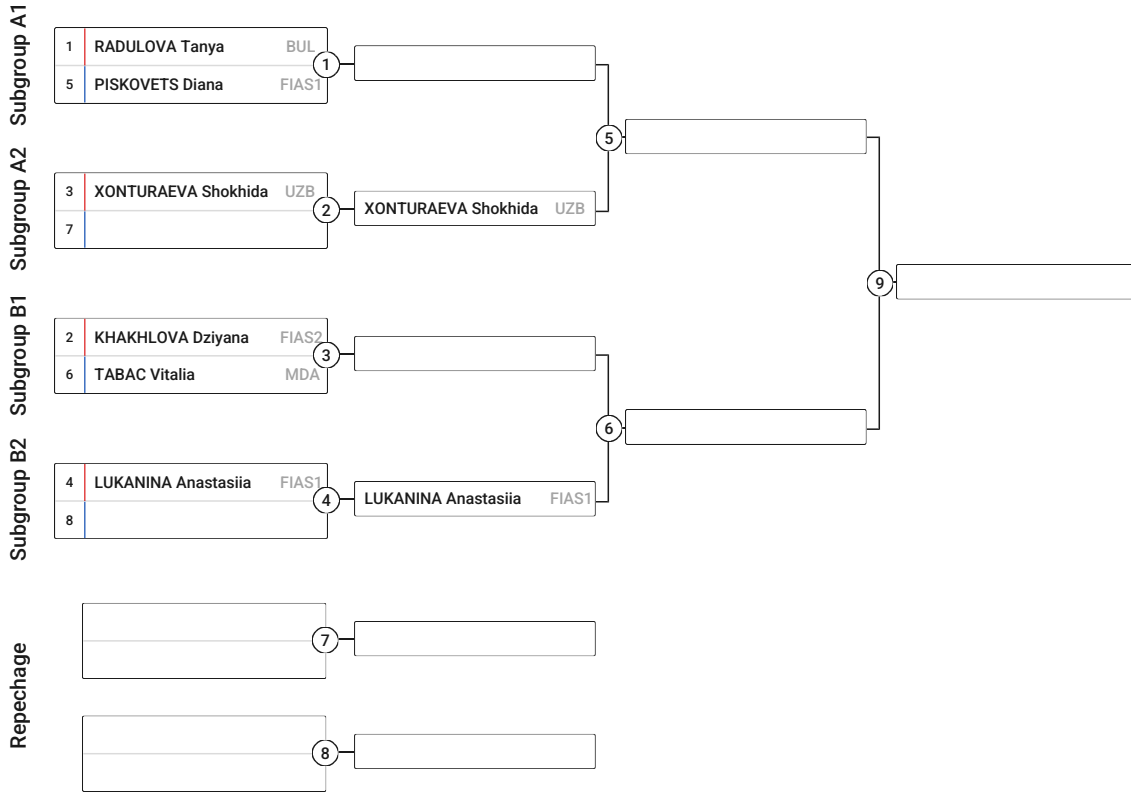 Subgroup A1
1 RADULOVA Tanya BUL
5 PISKOVETS Diana FIAS1
1
5
Subgroup A2
3 XONTURAEVA Shokhida UZB
7
2
XONTURAEVA Shokhida UZB
9
Subgroup B1
2 KHAKHLOVA Dziyana FIAS2
6 TABAC Vitalia MDA
3
6
Subgroup B2
4 LUKANINA Anastasiia FIAS1
8
4
LUKANINA Anastasiia FIAS1
Repechage
7
8